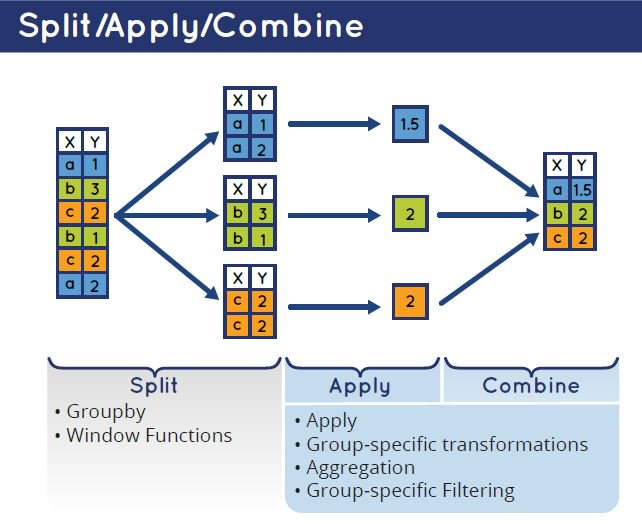 Split/Apply/Combine
X Y
a 1
b 3
c 2
b 1
c 2
a 2
X Y
a 1
a 2
X Y
b 3
b 1
X Y
c 2
c 2
1.5
2
2
X Y
a 1.5
b 2
c 2
Split
• Groupby
• Window Functions
Apply
Combine
• Apply
• Group-specific transformations
• Aggregation
• Group-specific Filtering